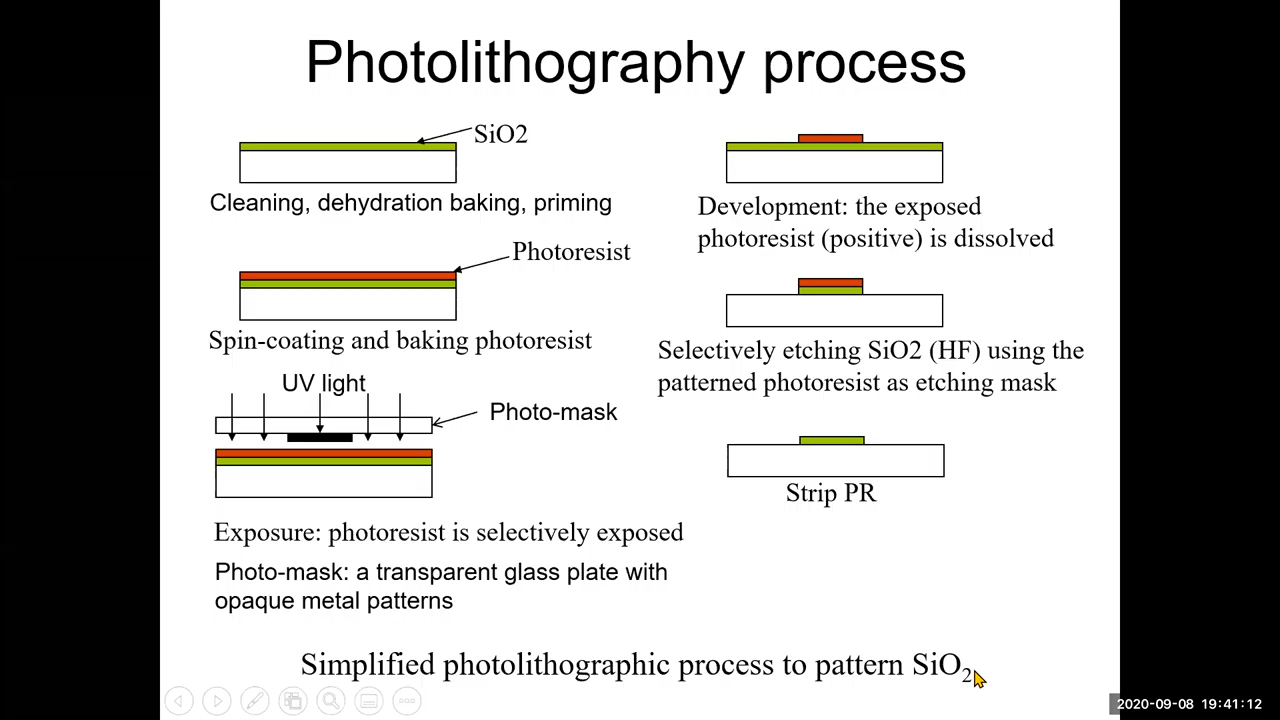 Photolithography process
SiO2
Cleaning, dehydration baking, priming
Photoresist
Spin-coating and baking photoresist
UV light
Photo-mask
Exposure: photoresist is selectively exposed
Photo-mask: a transparent glass plate with
opaque metal patterns
Development: the exposed
photoresist (positive) is dissolved
Selectively etching SiO2 (HF) using the
patterned photoresist as etching mask
Strip PR
Simplified photolithographic process to pattern SiO₂
2020-09-08 19:41:12